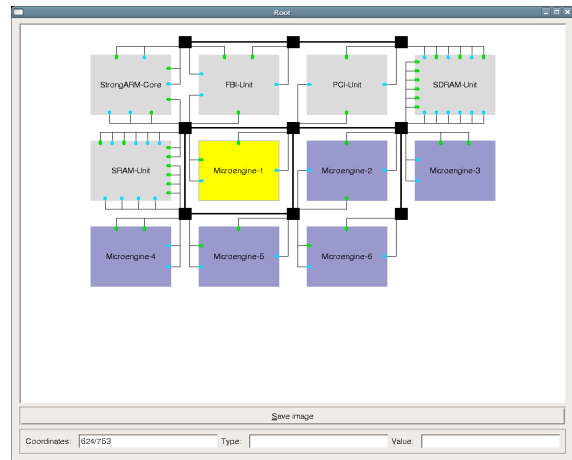 Root
StrongARM-Core
FBI-Unit
PCI-Unit
SDRAM-Unit
SRAM-Unit
Microengine-1
Microengine-2
Microengine-3
Microengine-4
Microengine-5
Microengine-6
Save image
Coordinates: 624/753 Type: Value: